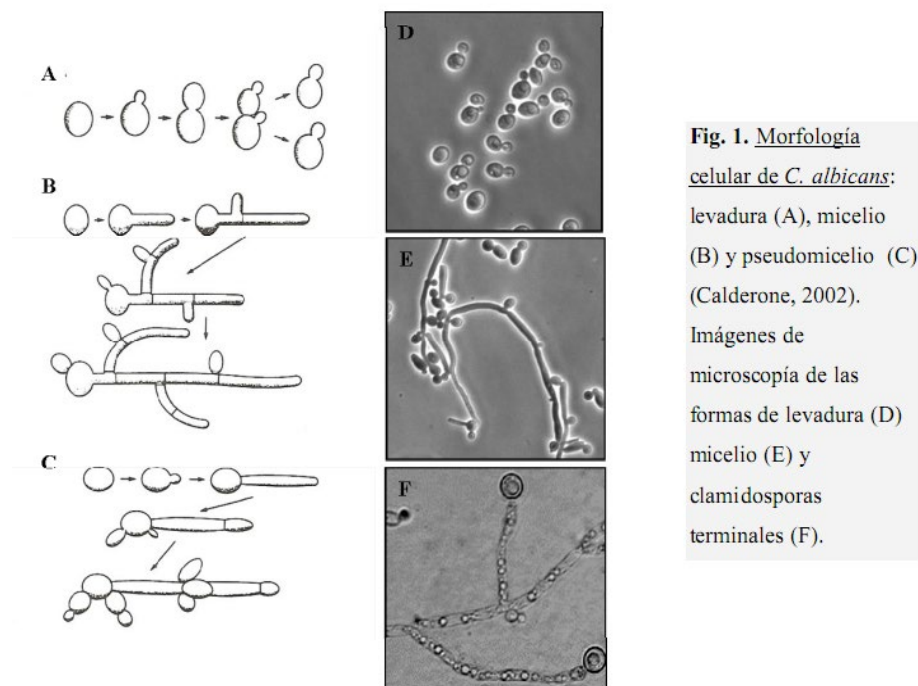 A
B
C
D
E
F
Fig. 1. Morfología
celular de C. albicans:
levadura (A), micelio
(B) y pseudomicelio (C)
(Calderone, 2002).
Imágenes de
microscopía de las
formas de levadura (D)
micelio (E) y
clamidosporas
terminales (F).